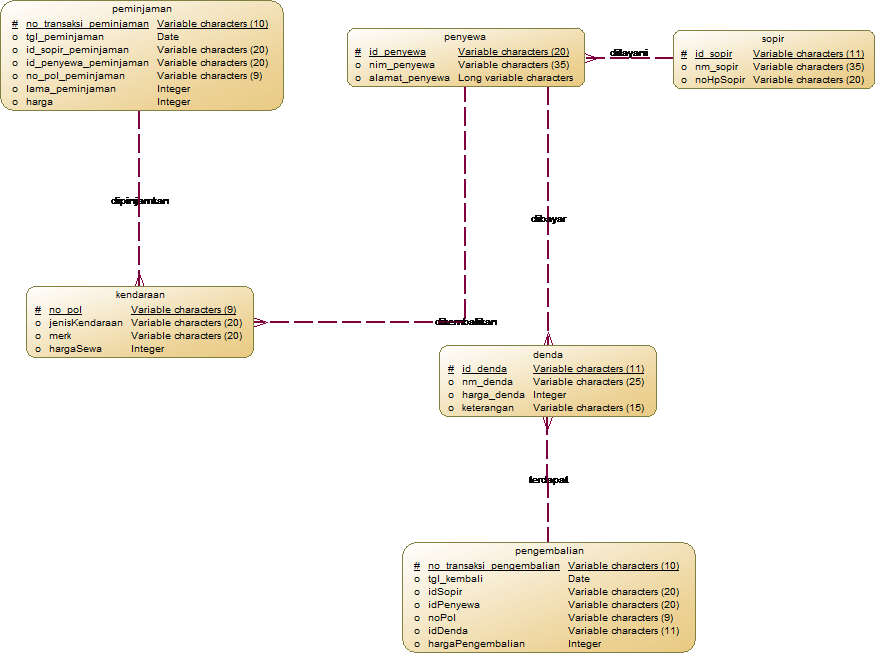 peminjaman
# no_transaksi_peminjaman Variable characters (10)
o tgl_peminjaman Date
o id_sopir_peminjaman Variable characters (20)
o id_penyewa_peminjaman Variable characters (20)
o no_pol_peminjaman Variable characters (9)
o lama_peminjaman Integer
o harga Integer
penyewa
# id_penyewa Variable characters (20)
o nim_penyewa Variable characters (35)
o alamat_penyewa Long variable characters
dilayani
sopir
# id_sopir Variable characters (11)
o nm_sopir Variable characters (35)
o noHpSopir Variable characters (20)
dipinjamkan
dibayar
kendaraan
# no_pol Variable characters (9)
o jenisKendaraan Variable characters (20)
o merk Variable characters (20)
o hargaSewa Integer
dikembalikan
denda
# id_denda Variable characters (11)
o nm_denda Variable characters (25)
o harga_denda Integer
o keterangan Variable characters (15)
terdapat
pengembalian
# no_transaksi_pengembalian Variable characters (10)
o tgl_kembali Date
o idSopir Variable characters (20)
o idPenyewa Variable characters (20)
o noPol Variable characters (9)
o idDenda Variable characters (11)
o hargaPengembalian Integer